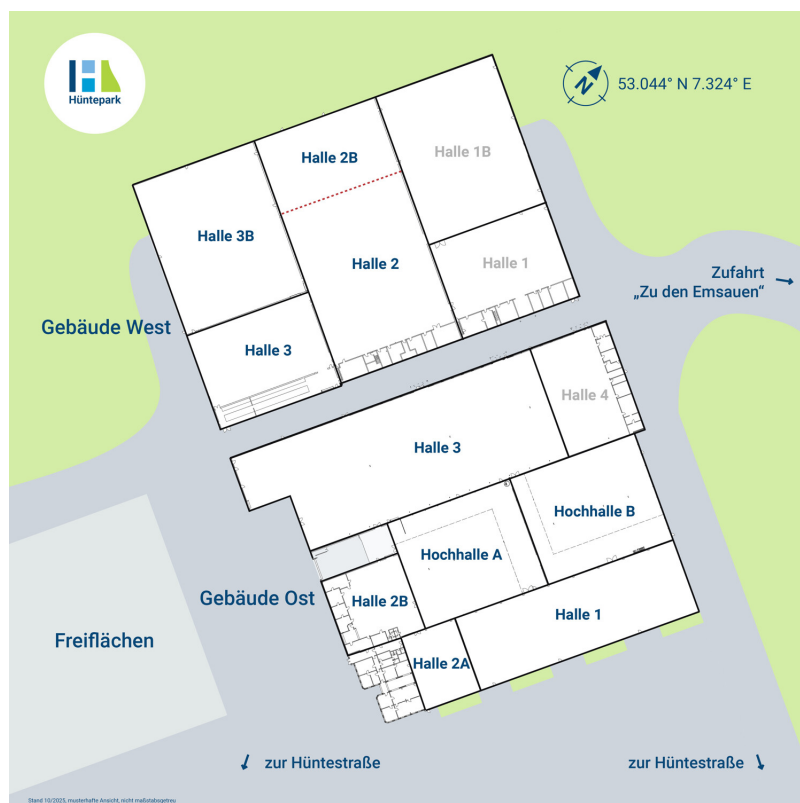 Hüntepark
N
53.044° N 7.324° E
Halle 1B
Halle 2B
Halle 3B
Halle 2
Halle 1
Zufahrt
„Zu den Emsauen“
Gebäude West
Halle 3
Halle 4
Halle 3
Hochhalle B
Hochhalle A
Gebäude Ost
Halle 2B
Halle 1
Freiflächen
Halle 2A
zur Hüntestraße
zur Hüntestraße
Stand 10/2025, musterhafte Ansicht, nicht maßstabsgetreu